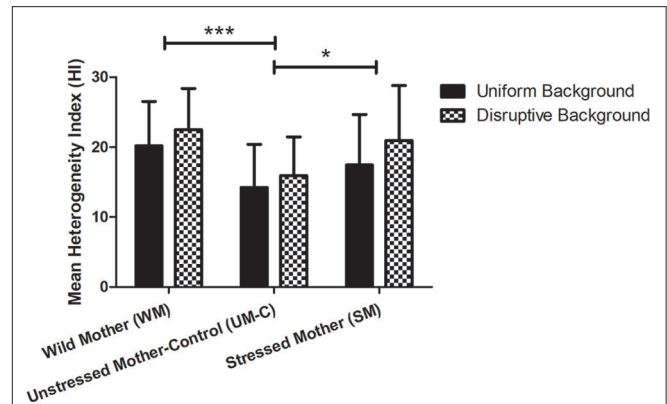 ***
*
30
20
10
0
Mean Heterogeneity Index (HI)
Uniform Background
Disruptive Background
Wild Mother (WM)
Unstressed Mother-Control (UM-C)
Stressed Mother (SM)